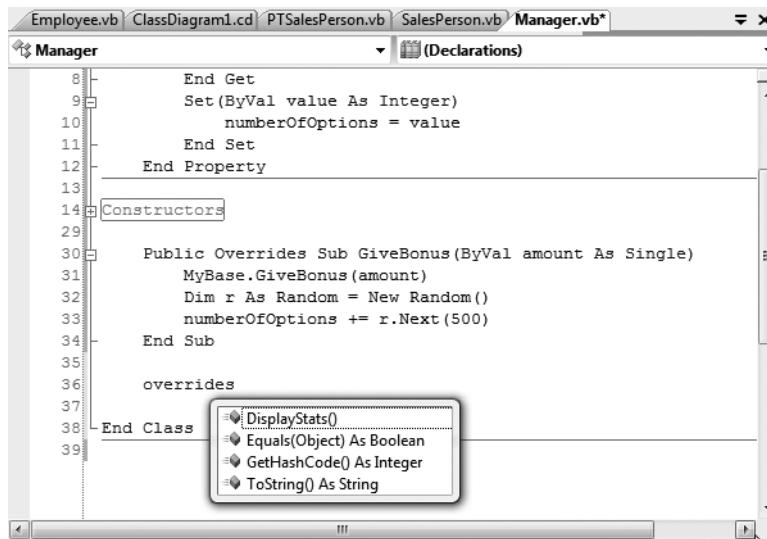 Employee.vb ClassDiagram1.cd PTSalesPerson.vb SalesPerson.vb Manager.vb*
Manager (Declarations)
8 End Get
9 Set(ByVal value As Integer)
10 numberOfOptions = value
11 End Set
12 End Property
13
14 Constructors
29
30 Public Overrides Sub GiveBonus(ByVal amount As Single)
31 MyBase.GiveBonus(amount)
32 Dim r As Random = New Random()
33 numberOfOptions += r.Next(500)
34 End Sub
35
36 overrides
37
38 End Class
39
DisplayStats()
Equals(Object) As Boolean
GetHashCode() As Integer
ToString() As String